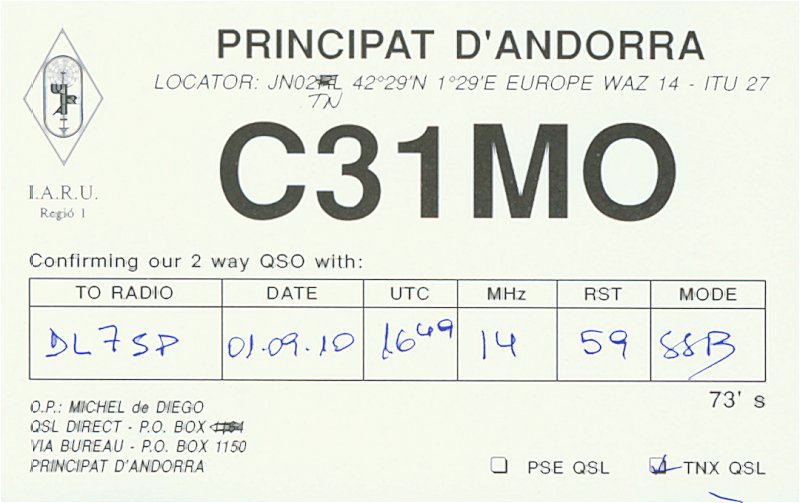 PRINCIPAT D'ANDORRA
LOCATOR: JN02 42°29'N 1°29'E EUROPE WAZ 14 - ITU 27
TN
C31MO
I.A.R.U.
Regió 1
Confirming our 2 way QSO with:
TO RADIO DATE UTC MHz RST MODE
DL7SP 01.09.10 1649 14 59 SSB
73' s
O.P.: MICHEL de DIEGO
QSL DIRECT - P.O. BOX
VIA BUREAU - P.O. BOX 1150
PRINCIPAT D'ANDORRA
PSE QSL TNX QSL